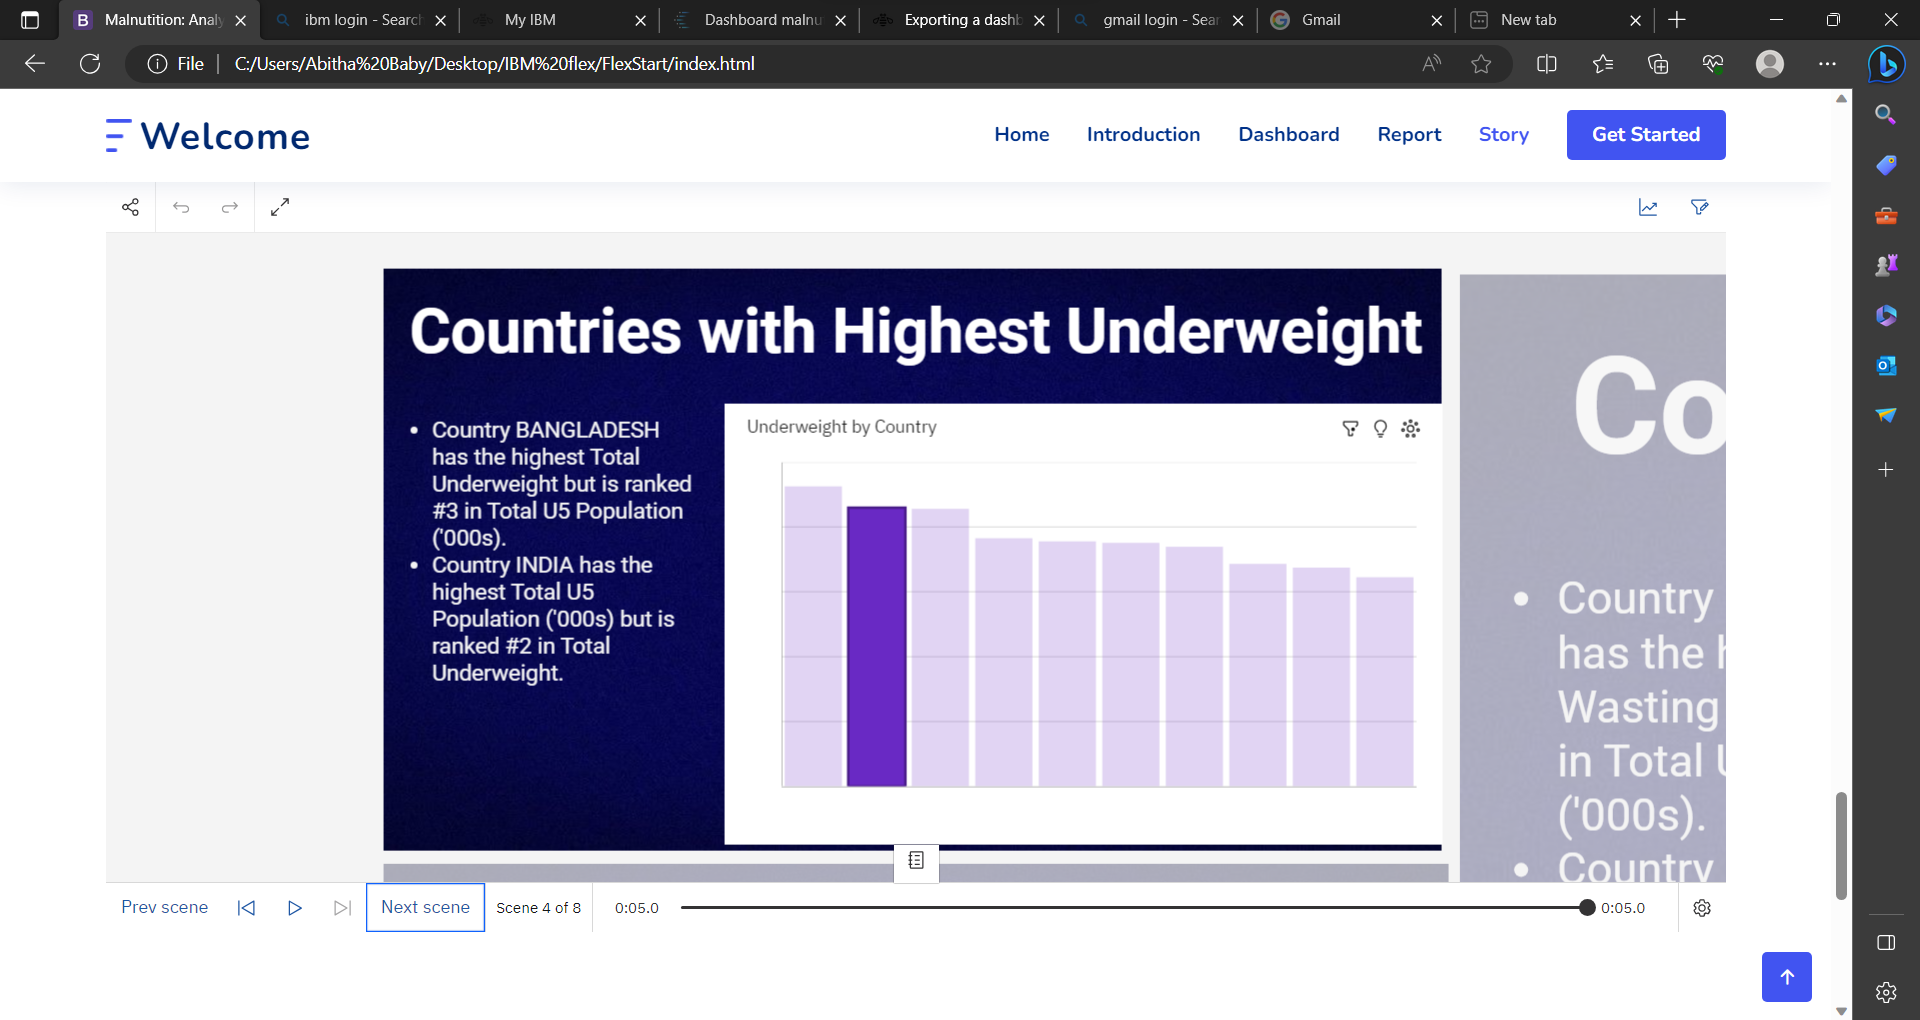 Malnutition: Analy
ibm login - Search
My IBM
Dashboard malnu
Exporting a dashb
gmail login - Sear
Gmail
New tab
File
C:/Users/Abitha%20Baby/Desktop/IBM%20flex/FlexStart/index.html
Welcome
Home
Introduction
Dashboard
Report
Story
Get Started
Countries with Highest Underweight
• Country BANGLADESH
has the highest Total
Underweight but is ranked
#3 in Total U5 Population
('000s).
• Country INDIA has the
highest Total U5
Population ('000s) but is
ranked #2 in Total
Underweight.
Underweight by Country
Co
• Country
has the h
Wasting
in Total U
('000s).
• Country
Prev scene
Next scene
Scene 4 of 8
0:05.0
0:05.0